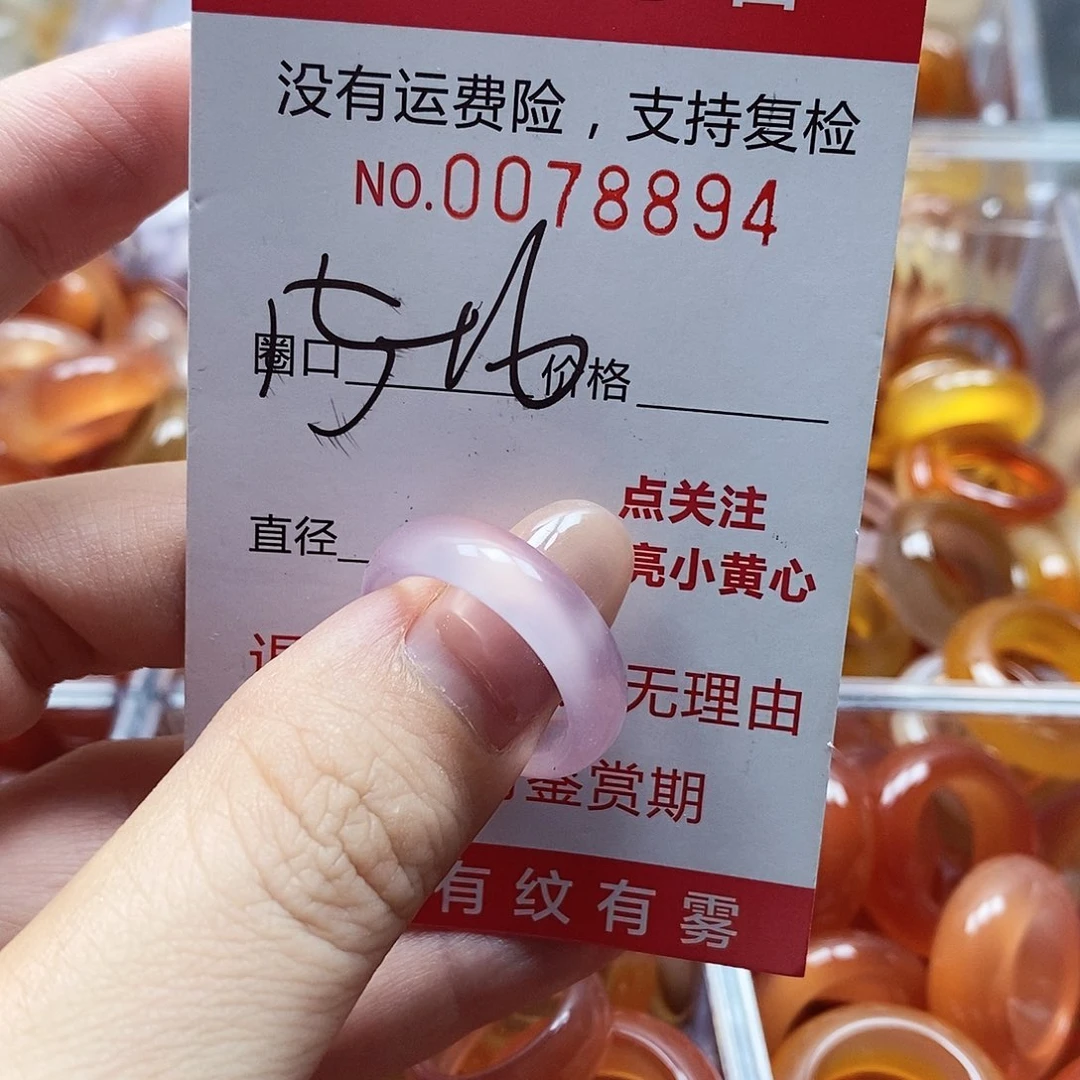 没有运费险，支持复检
NO.0078894
圈口
价格
点关注
直径
亮小黄心
无理由
鉴赏期
有纹有雾